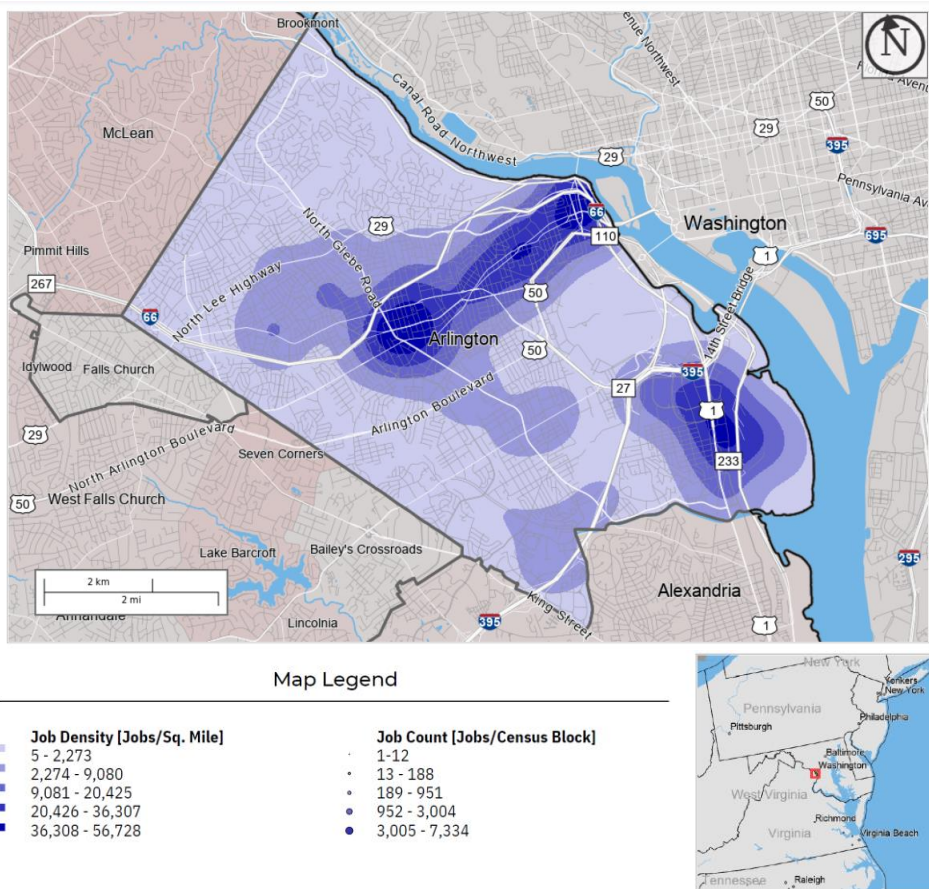 Brookmont
N
enue Northwest
50
McLean
29
29
395
Canal Road Northwest
Pennsylvania Av
North Glebe Road
29
66
Washington
110
695
Pimmit Hills
1
267
North Lee Highway
50
14th Street Bridge
66
Arlington
50
395
Idylwood
Falls Church
27
Arlington Boulevard
1
29
North Arlington Boulevard
Seven Corners
233
50
West Falls Church
Lake Barcroft
Bailey's Crossroads
295
2 km
2 mi
King Street
Alexandria
Annandale
Lincolnia
395
1
Map Legend
Job Density [Jobs/Sq. Mile]
5 - 2,273
2,274 - 9,080
9,081 - 20,425
20,426 - 36,307
36,308 - 56,728
Job Count [Jobs/Census Block]
1-12
13 - 188
189 - 951
952 - 3,004
3,005 - 7,334
New York
Yonkers
New York
Pennsylvania
Pittsburgh
Philadelphia
Baltimore
Washington
West Virginia
Richmond
Virginia
Virginia Beach
Tennessee
Raleigh